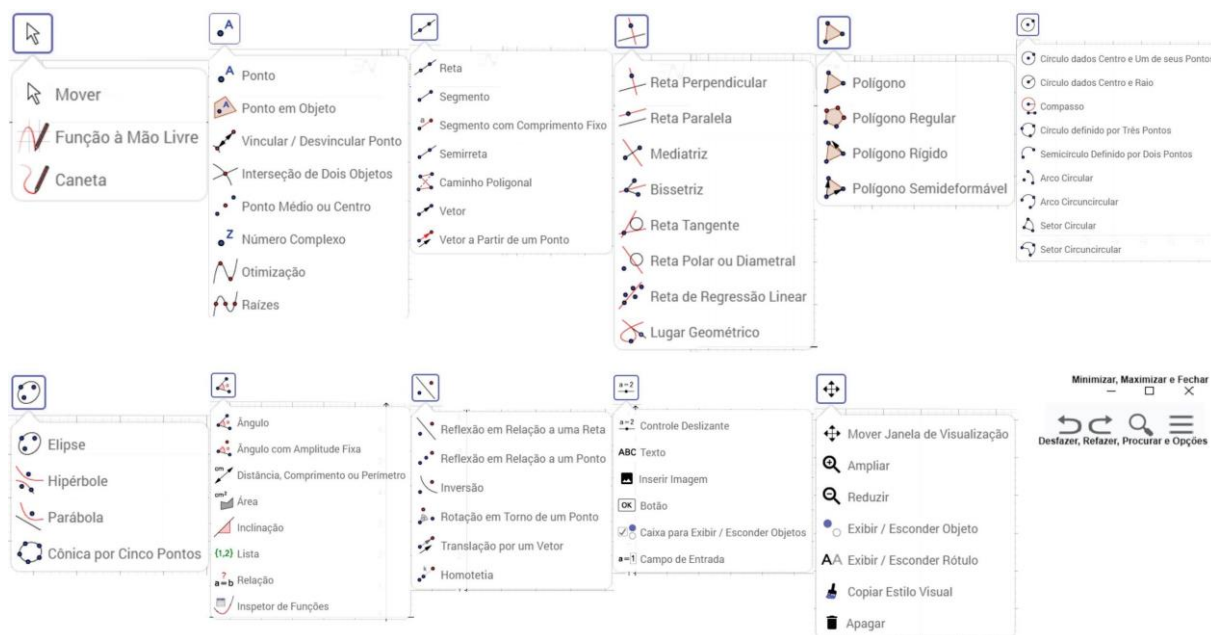 A
Mover
Função à Mão Livre
Caneta
A
Ponto
A
Ponto em Objeto
Vincular / Desvincular Ponto
Interseção de Dois Objetos
Ponto Médio ou Centro
Z
Número Complexo
Otimização
Raízes
Reta
Segmento
a
Segmento com Comprimento Fixo
Semirreta
Caminho Poligonal
Vetor
Vetor a Partir de um Ponto
Reta Perpendicular
Reta Paralela
Mediatriz
Bissetriz
Reta Tangente
Reta Polar ou Diametral
Reta de Regressão Linear
Lugar Geométrico
Polígono
Polígono Regular
Polígono Rígido
Polígono Semideformável
Círculo dados Centro e Um de seus Pontos
Círculo dados Centro e Raio
Compasso
Círculo definido por Três Pontos
Semicírculo Definido por Dois Pontos
Arco Circular
Arco Circuncircular
Setor Circular
Setor Circuncircular
Elipse
Hipérbole
Parábola
Cônica por Cinco Pontos
Ângulo
Ângulo com Amplitude Fixa
cm
Distância, Comprimento ou Perímetro
cm²
Área
Inclinação
{1,2} Lista
?
a=b Relação
Inspetor de Funções
Reflexão em Relação a uma Reta
Reflexão em Relação a um Ponto
Inversão
Rotação em Torno de um Ponto
Translação por um Vetor
Homotetia
a=2
a=2 Controle Deslizante
ABC Texto
Inserir Imagem
OK Botão
Caixa para Exibir / Esconder Objetos
a=1 Campo de Entrada
Mover Janela de Visualização
Ampliar
Reduzir
Exibir / Esconder Objeto
AA Exibir / Esconder Rótulo
Copiar Estilo Visual
Apagar
Minimizar, Maximizar e Fechar
Desfazer, Refazer, Procurar e Opções